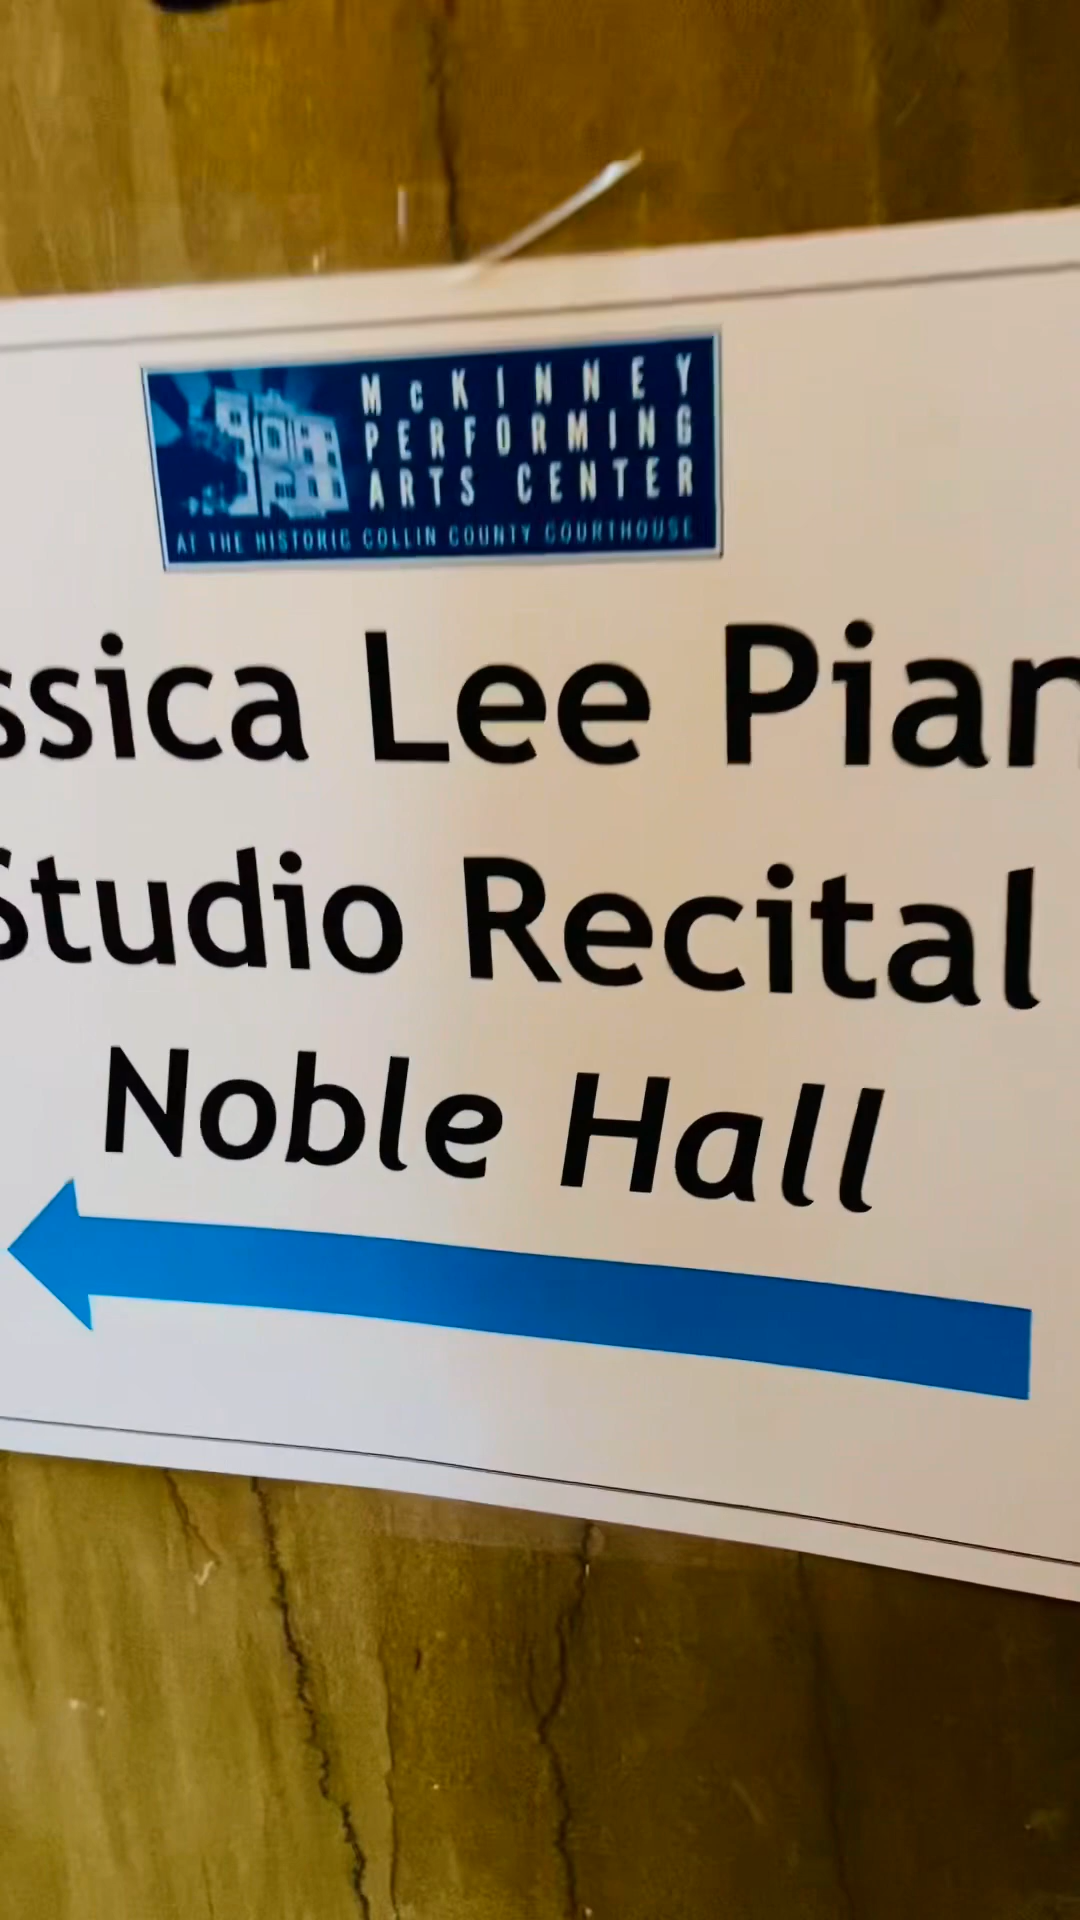 McKINNEY
PERFORMING
ARTS CENTER
AT THE HISTORIC COLLIN COUNTY COURTHOUSE
ssica Lee Pian
Studio Recital
Noble Hall